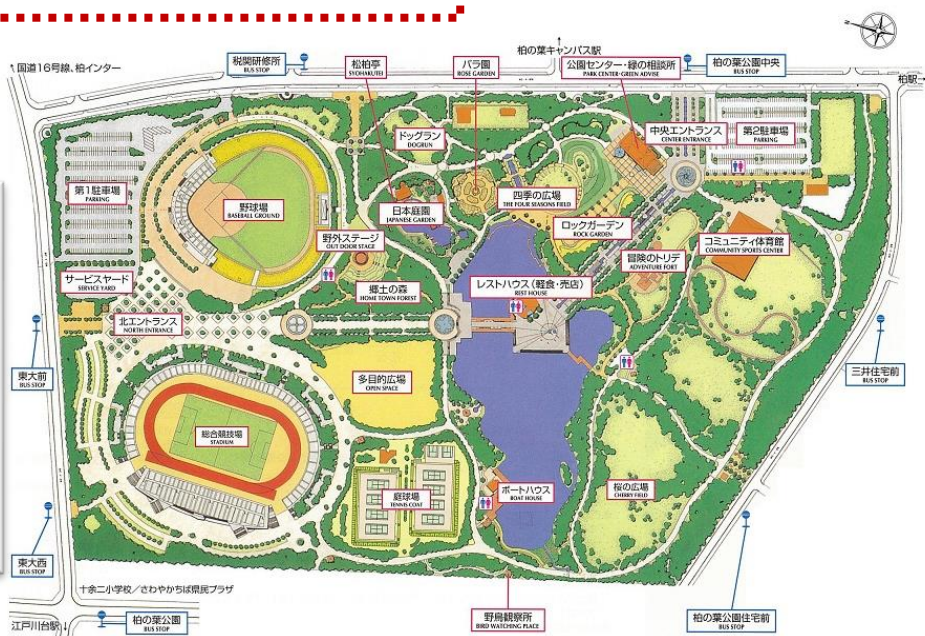 柏の葉キャンパス駅
↖国道16号線、柏インター
税関研修所
BUS STOP
松柏亭
SYOHAKUTEI
バラ園
ROSE GARDEN
公園センター・緑の相談所
PARK CENTER・GREEN ADVISE
柏の葉公園中央
BUS STOP
柏駅→
ドッグラン
DOGRUN
中央エントランス
CENTER ENTRANCE
第2駐車場
PARKING
第1駐車場
PARKING
野球場
BASEBALL GROUND
日本庭園
JAPANESE GARDEN
四季の広場
THE FOUR SEASONS FIELD
ロックガーデン
ROCK GARDEN
コミュニティ体育館
COMMUNITY SPORTS CENTER
野外ステージ
OUT DOOR STAGE
冒険のトリデ
ADVENTURE FORT
サービスヤード
SERVICE YARD
郷土の森
HOME TOWN FOREST
レストハウス(軽食・売店)
REST HOUSE
北エントランス
NORTH ENTRANCE
東大前
BUS STOP
多目的広場
OPEN SPACE
三井住宅前
BUS STOP
総合競技場
STADIUM
庭球場
TENNIS COAT
ボートハウス
BOAT HOUSE
桜の広場
CHERRY FIELD
東大西
BUS STOP
十余二小学校/さわやかちば県民プラザ
江戸川台駅↓
柏の葉公園
BUS STOP
野鳥観察所
BIRD WATCHING PLACE
柏の葉公園住宅前
BUS STOP